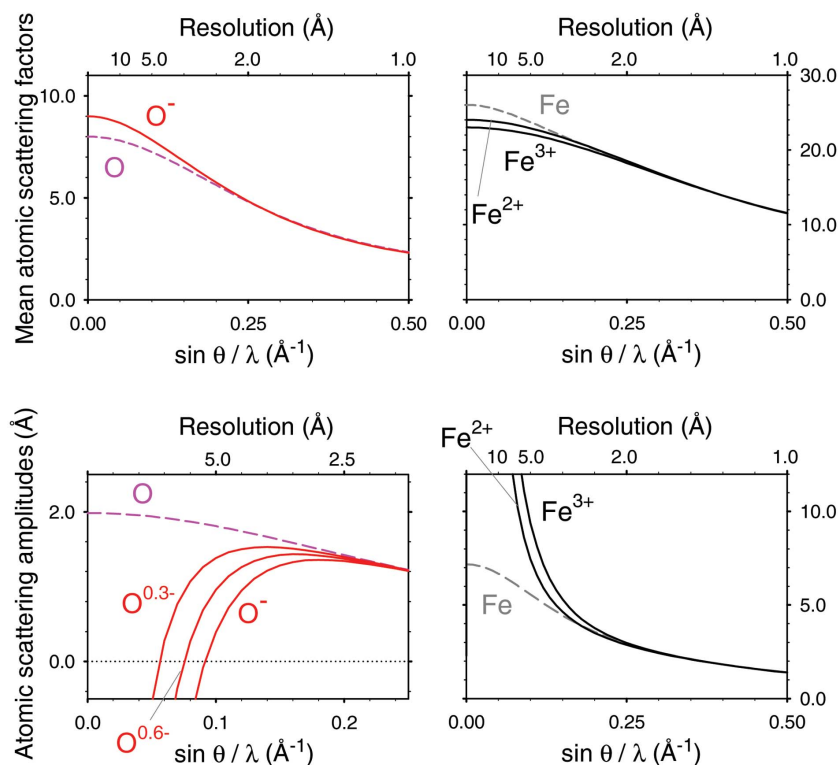 Resolution (Å)
10 5.0 2.0 1.0
Mean atomic scattering factors
10.0
5.0
0.0
O⁻
O
0.00 0.25 0.50
sin θ / λ (Å⁻¹)
Resolution (Å)
10 5.0 2.0 1.0
30.0
20.0
10.0
0.0
Fe
Fe³⁺
Fe²⁺
0.00 0.25 0.50
sin θ / λ (Å⁻¹)
Resolution (Å)
5.0 2.5
Atomic scattering amplitudes (Å)
2.0
0.0
O
O⁰·³⁻
O⁻
O⁰·⁶⁻
0.0 0.1 0.2
sin θ / λ (Å⁻¹)
Resolution (Å)
Fe²⁺
10 5.0 2.0 1.0
10.0
5.0
0.0
Fe³⁺
Fe
0.00 0.25 0.50
sin θ / λ (Å⁻¹)